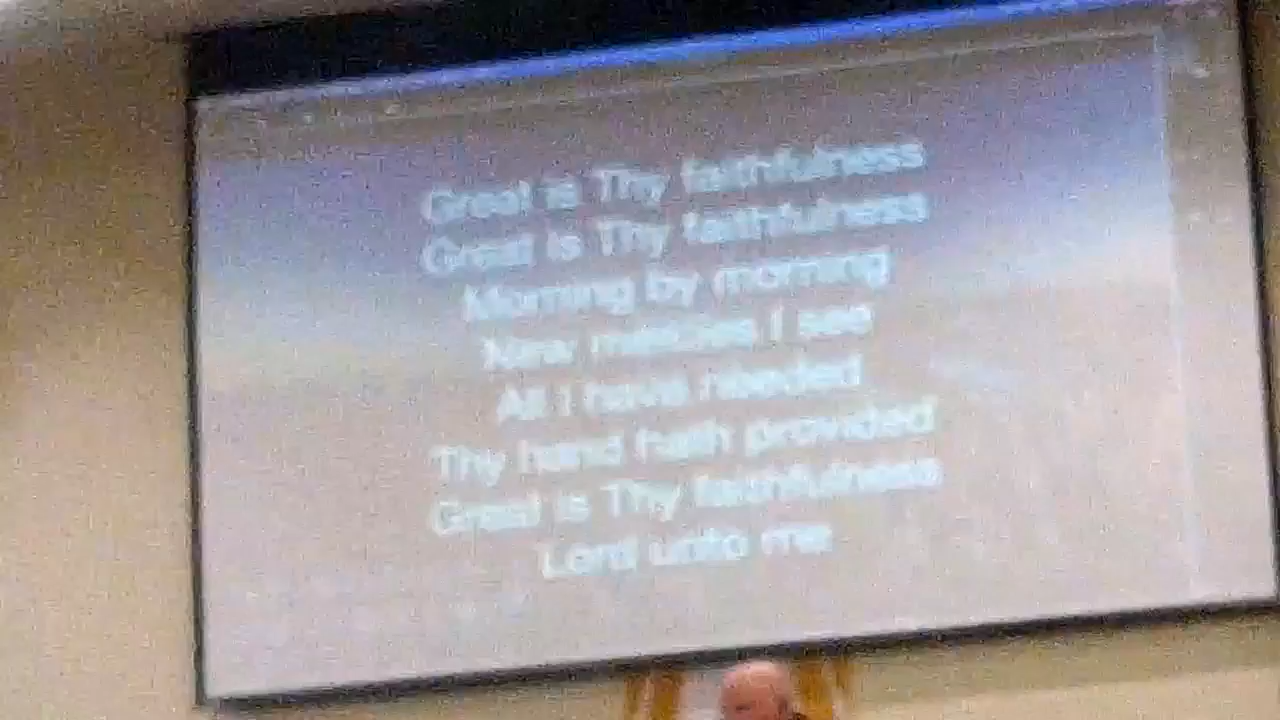 Great is Thy faithfulness
Great is Thy faithfulness
Morning by morning
New mercies I see
All I have needed
Thy hand hath provided
Great is Thy faithfulness
Lord unto me